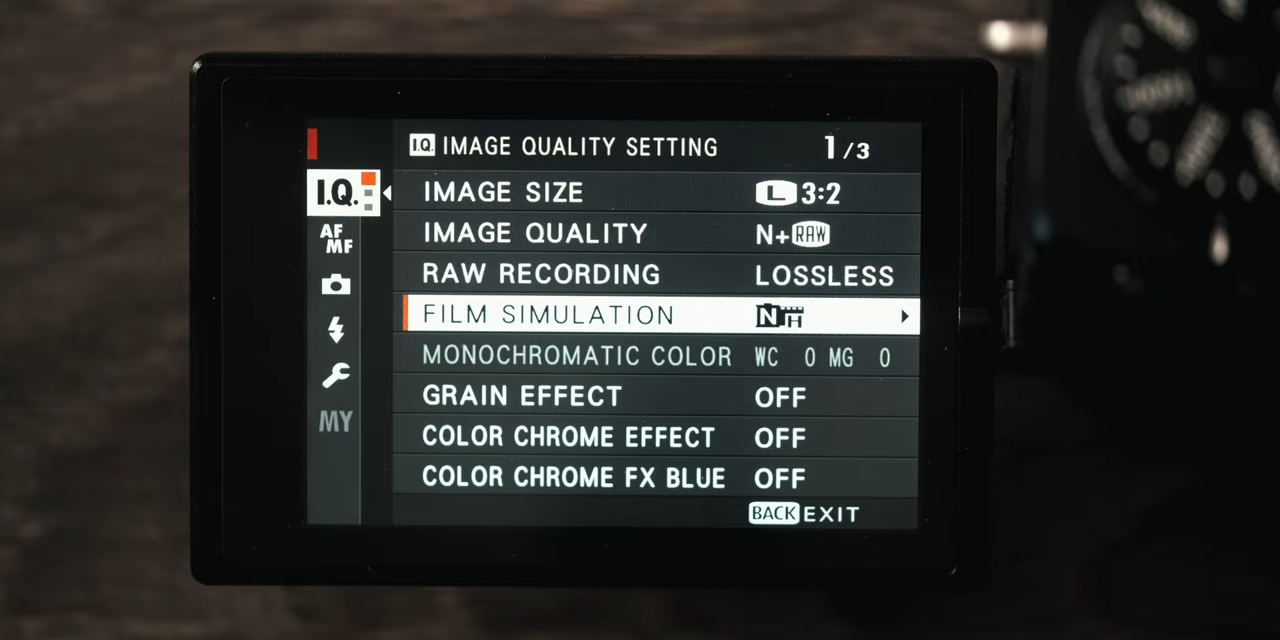 I.Q. IMAGE QUALITY SETTING 1/3
I.Q.
IMAGE SIZE L 3:2
IMAGE QUALITY N+RAW
AF
MF
RAW RECORDING LOSSLESS
FILM SIMULATION NH
MONOCHROMATIC COLOR WC 0 MG 0
GRAIN EFFECT OFF
MY
COLOR CHROME EFFECT OFF
COLOR CHROME FX BLUE OFF
BACK EXIT